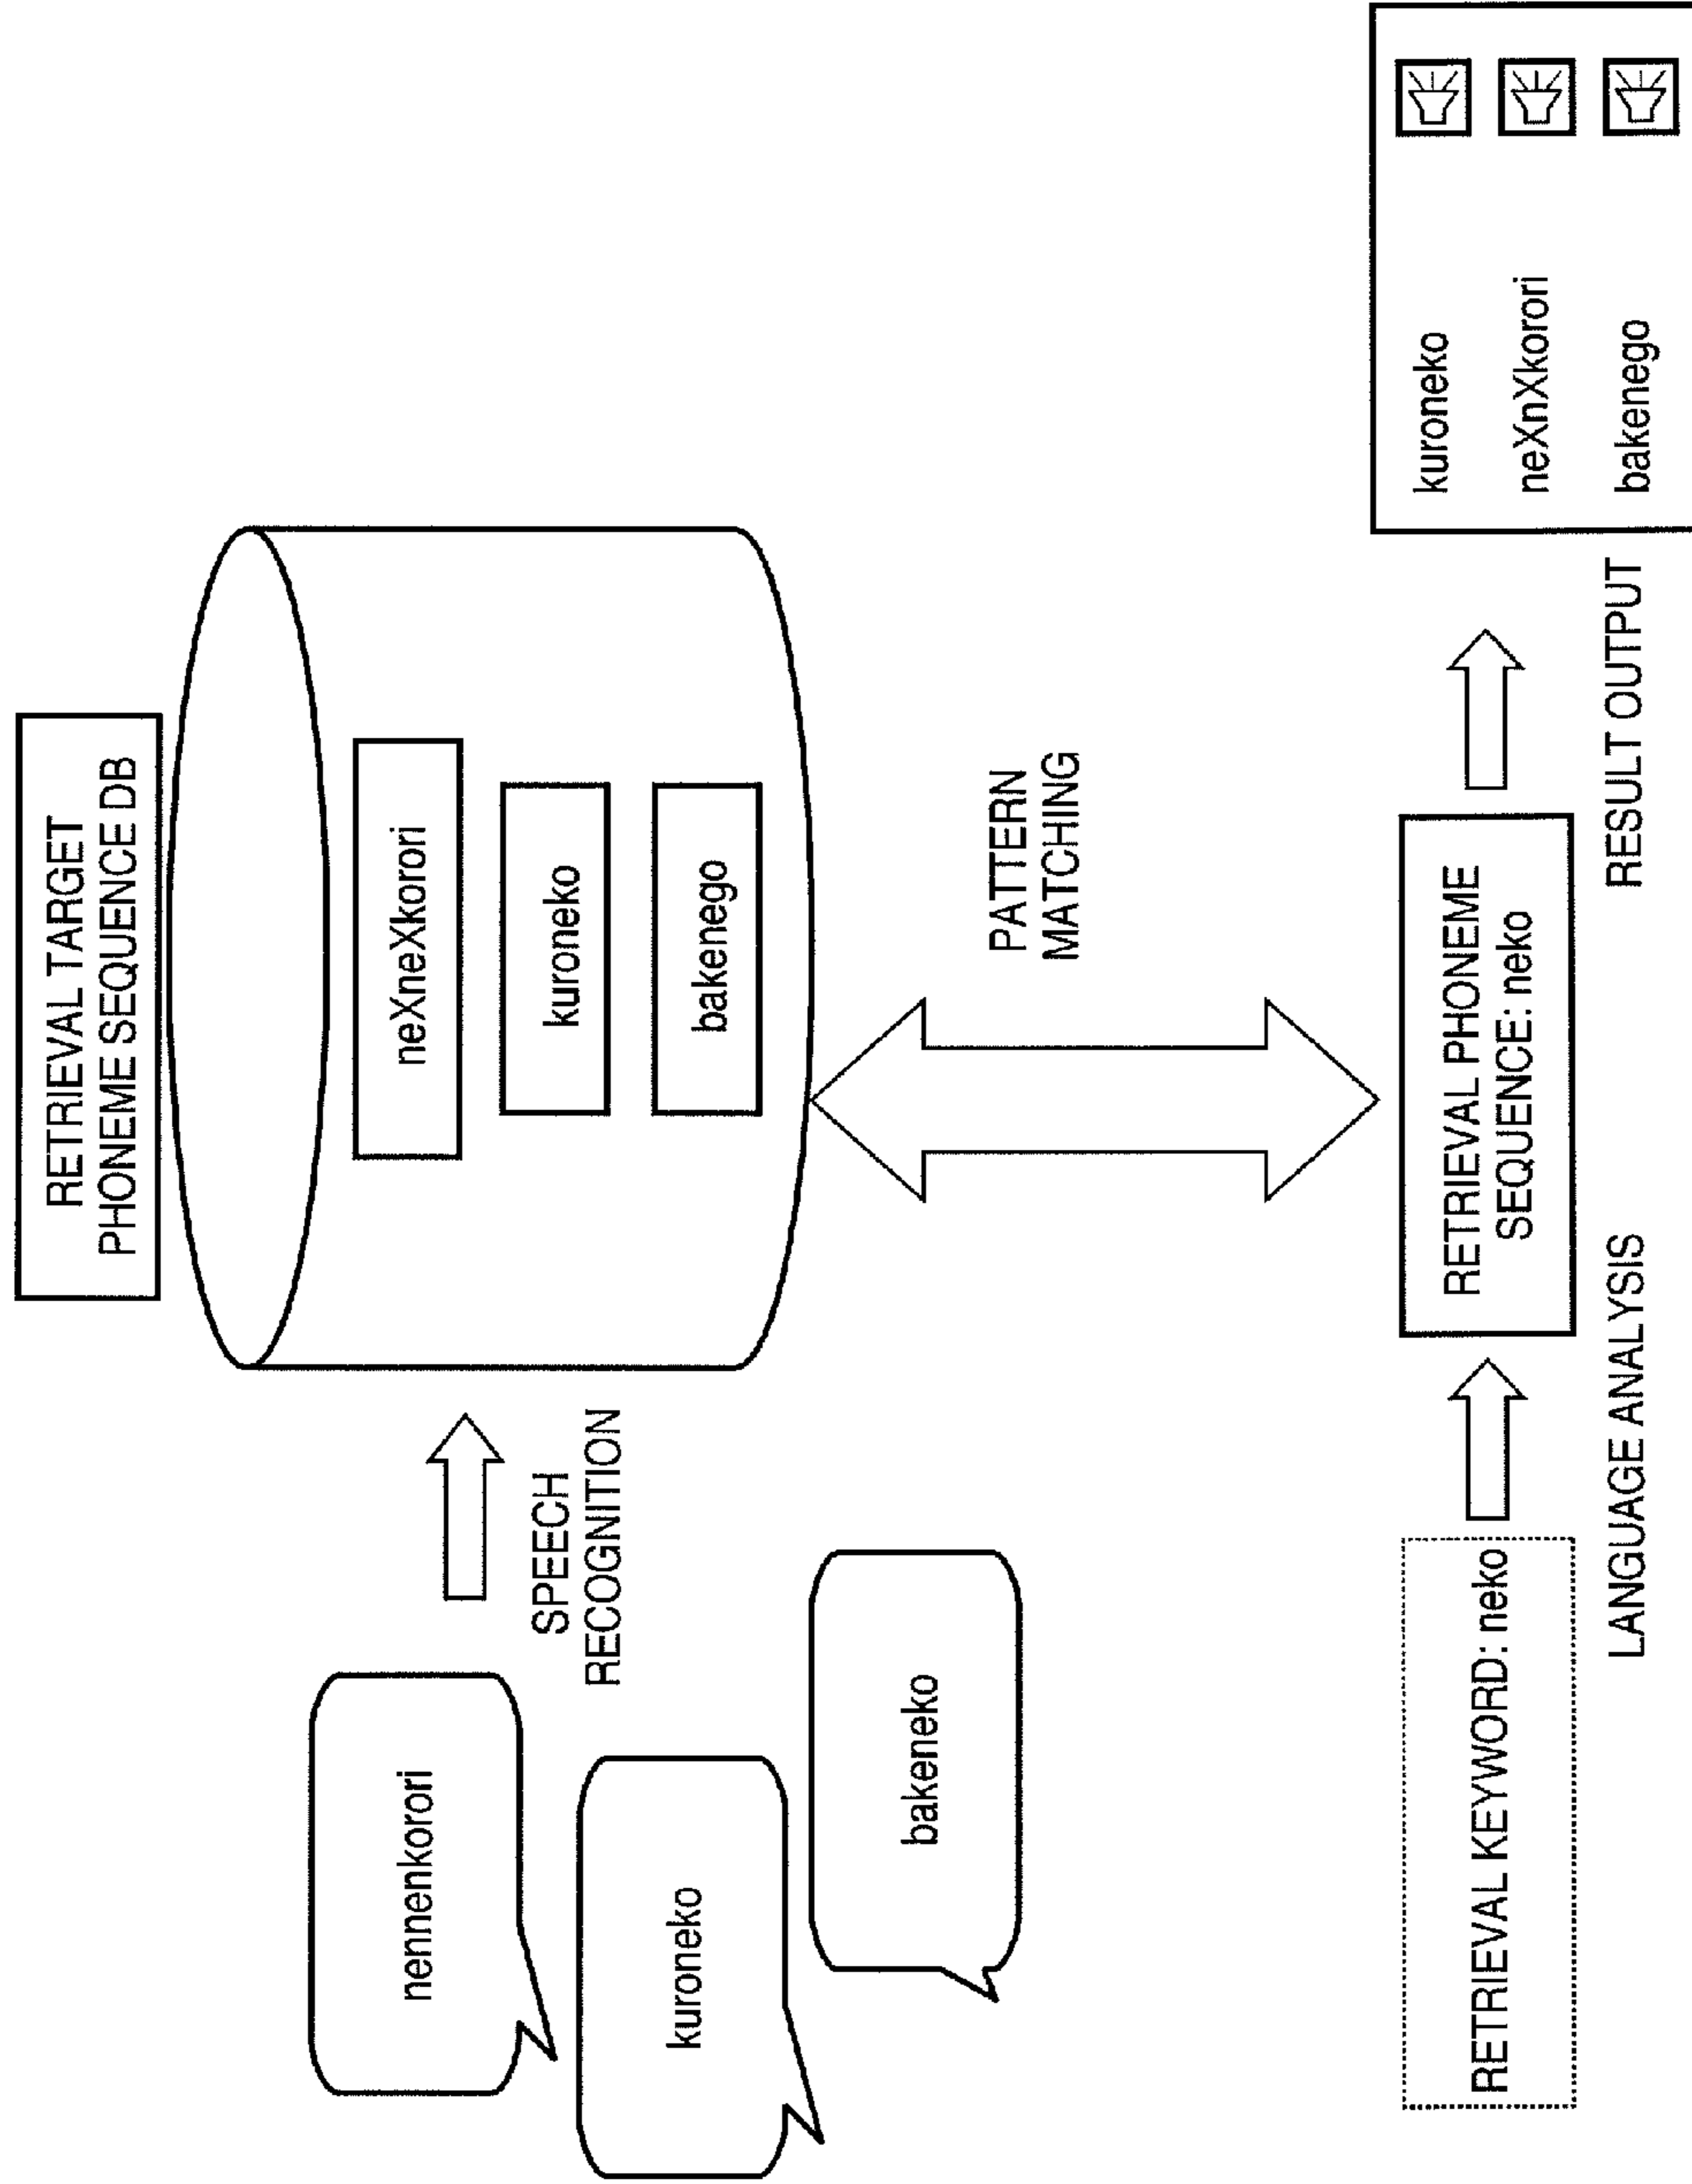 RETRIEVAL TARGET
PHONEME SEQUENCE DB
nennenkorori
kuroneko
bakeneko
SPEECH
RECOGNITION
neXneXkorori
kuroneko
bakenego
PATTERN
MATCHING
RETRIEVAL KEYWORD: neko
LANGUAGE ANALYSIS
RETRIEVAL PHONEME
SEQUENCE: neko
RESULT OUTPUT
kuroneko
neXnXkorori
bakenego